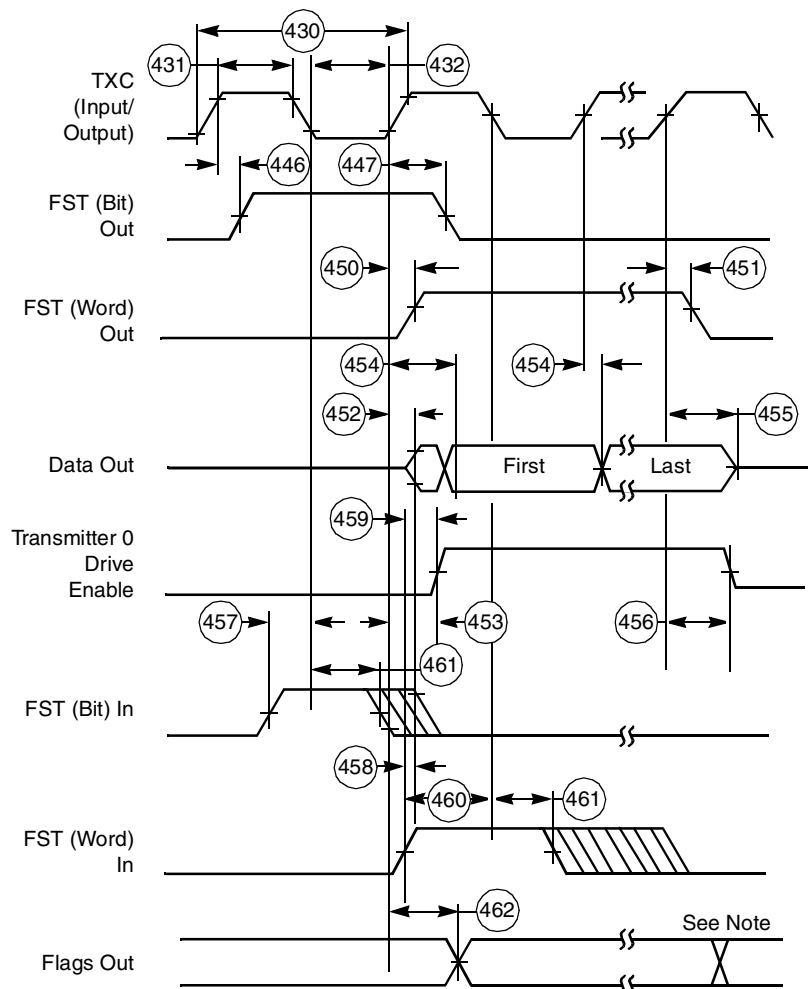 430
431
432
TXC
(Input/
Output)
446
447
FST (Bit)
Out
450
451
FST (Word)
Out
454
454
452
455
Data Out
First
Last
459
Transmitter 0
Drive
Enable
457
453
456
461
FST (Bit) In
458
460
461
FST (Word)
In
462
See Note
Flags Out